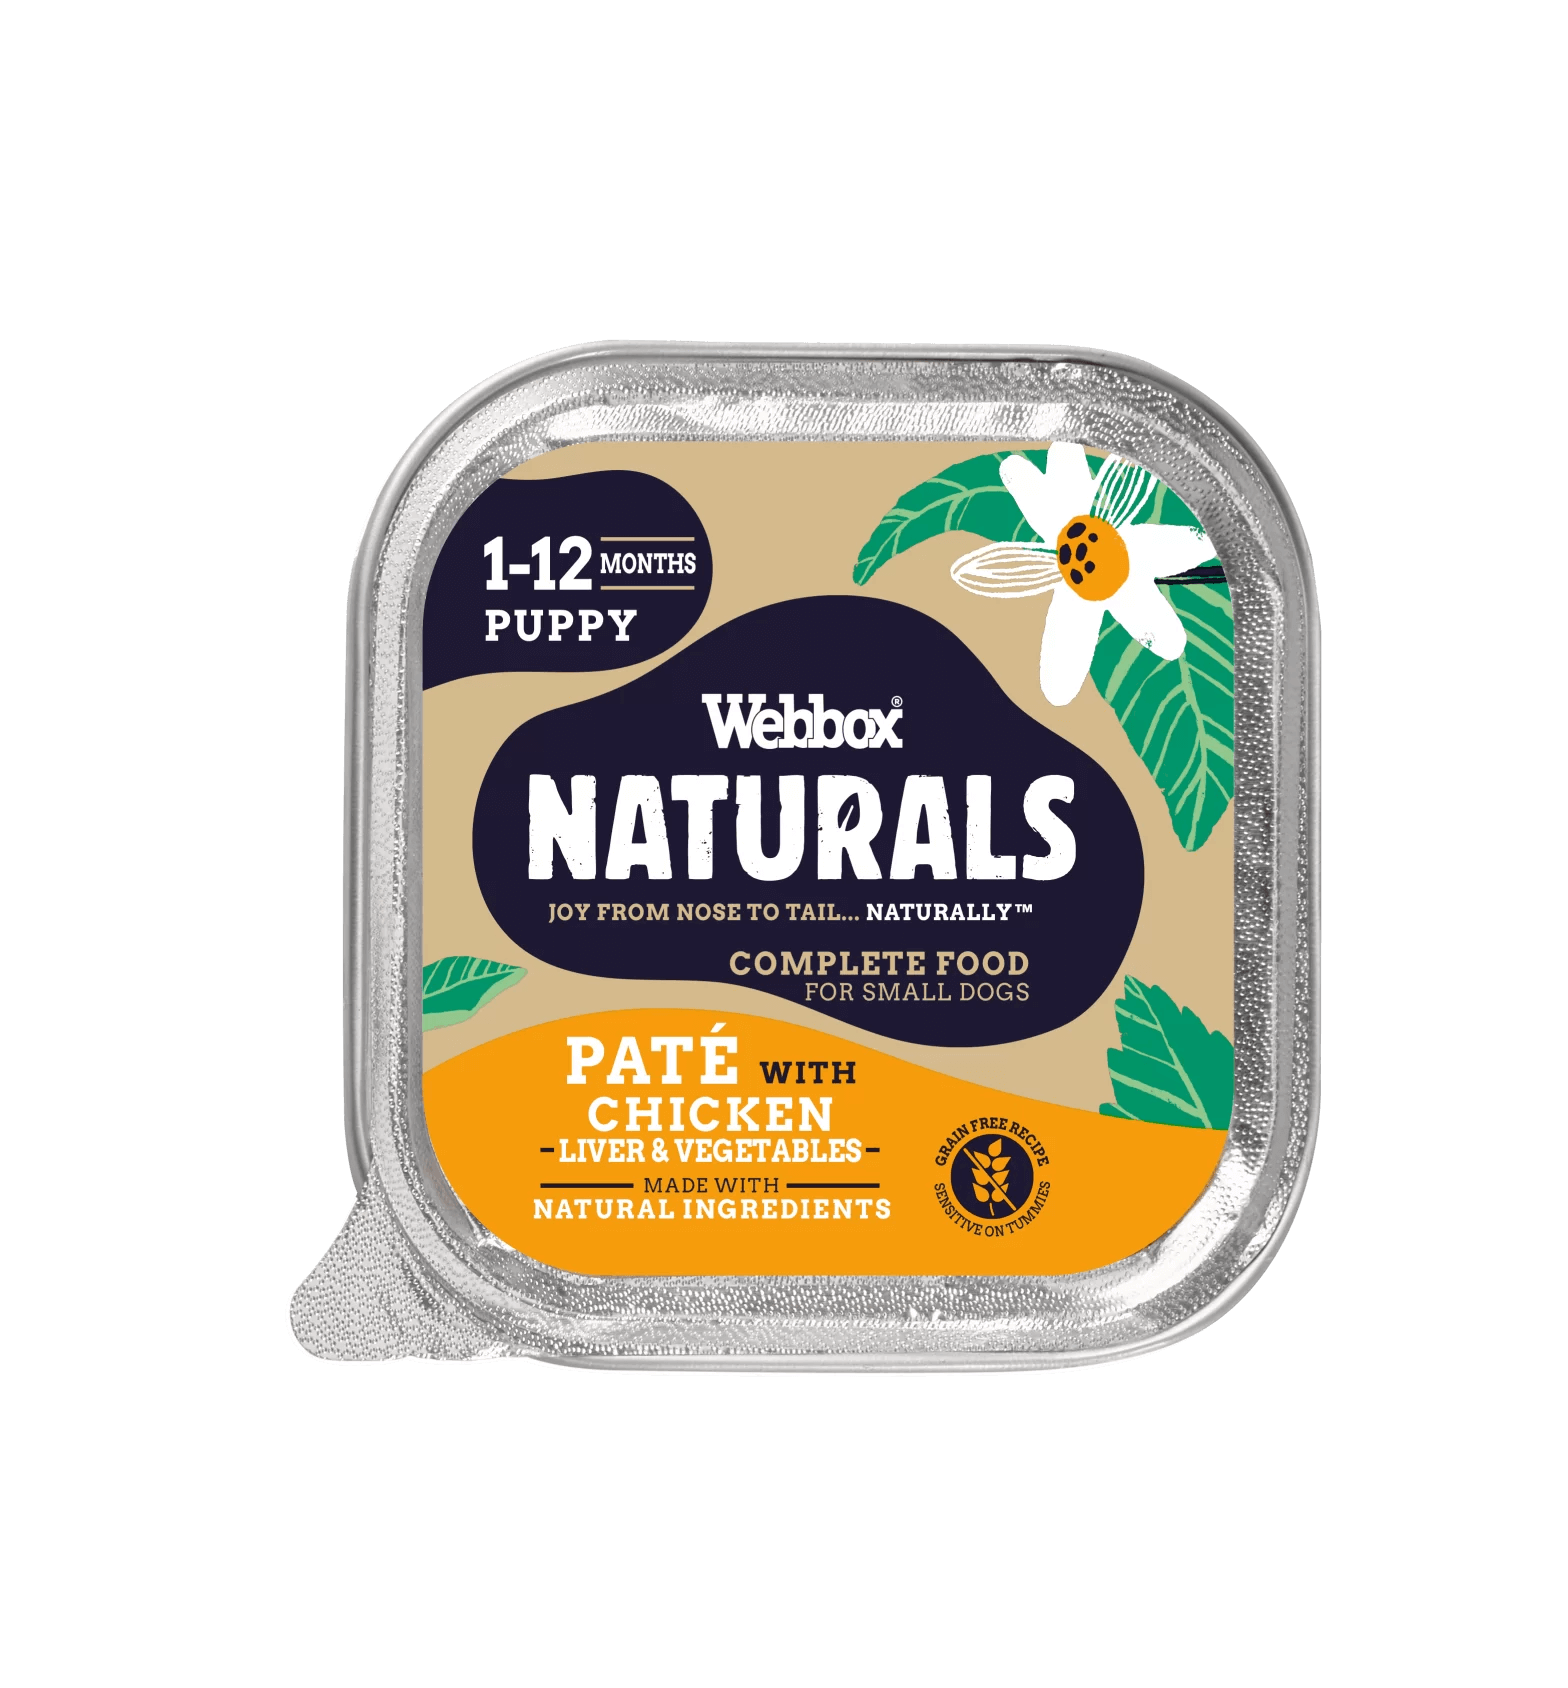 1-12 MONTHS
PUPPY
Webbox®
NATURALS
JOY FROM NOSE TO TAIL... NATURALLY™
COMPLETE FOOD
FOR SMALL DOGS
PATÉ WITH
CHICKEN
-LIVER & VEGETABLES-
MADE WITH
NATURAL INGREDIENTS
GRAIN FREE RECIPE
SENSITIVE ON TUMMIES